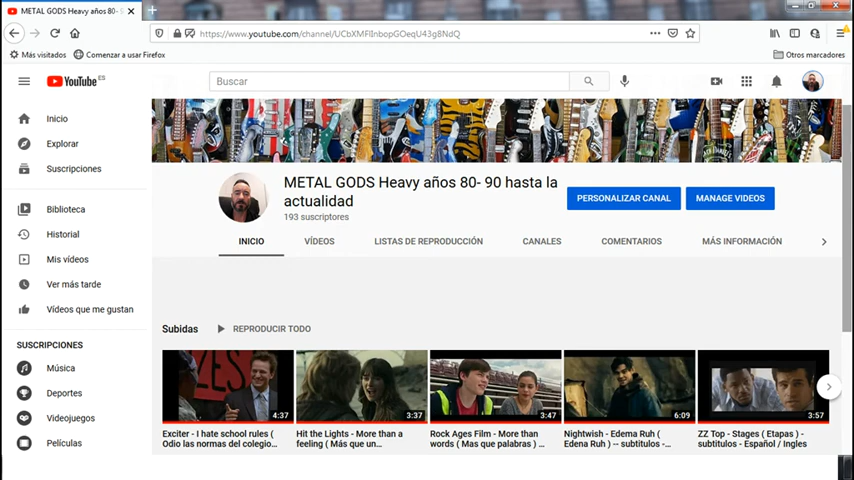 METAL GODS Heavy años 80- 9
https://www.youtube.com/channel/UCbXMFlInbopGOeqU43g8NdQ
Más visitados
Comenzar a usar Firefox
Otros marcadores
YouTube ES
Buscar
Inicio
Explorar
Suscripciones
Biblioteca
Historial
Mis vídeos
Ver más tarde
Vídeos que me gustan
SUSCRIPCIONES
Música
Deportes
Videojuegos
Películas
METAL GODS Heavy años 80- 90 hasta la
actualidad
193 suscriptores
PERSONALIZAR CANAL
MANAGE VIDEOS
INICIO
VÍDEOS
LISTAS DE REPRODUCCIÓN
CANALES
COMENTARIOS
MÁS INFORMACIÓN
Subidas
REPRODUCIR TODO
4:37
3:37
3:47
6:09
3:57
Exciter - I hate school rules (
Odio las normas del colegio...
Hit the Lights - More than a
feeling ( Más que un...
Rock Ages Film - More than
words ( Mas que palabras ) ...
Nightwish - Edema Ruh (
Edena Ruh ) -- subtitulos -...
ZZ Top - Stages ( Etapas ) -
subtitulos - Español / Ingles